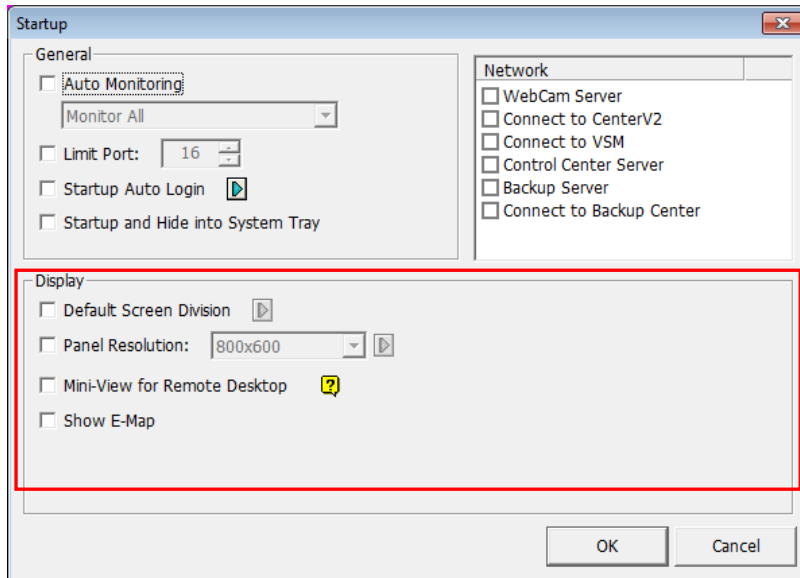 Startup
General
Auto Monitoring
Monitor All
Limit Port: 16
Startup Auto Login
Startup and Hide into System Tray
Network
WebCam Server
Connect to CenterV2
Connect to VSM
Control Center Server
Backup Server
Connect to Backup Center
Display
Default Screen Division
Panel Resolution: 800x600
Mini-View for Remote Desktop ?
Show E-Map
OK Cancel